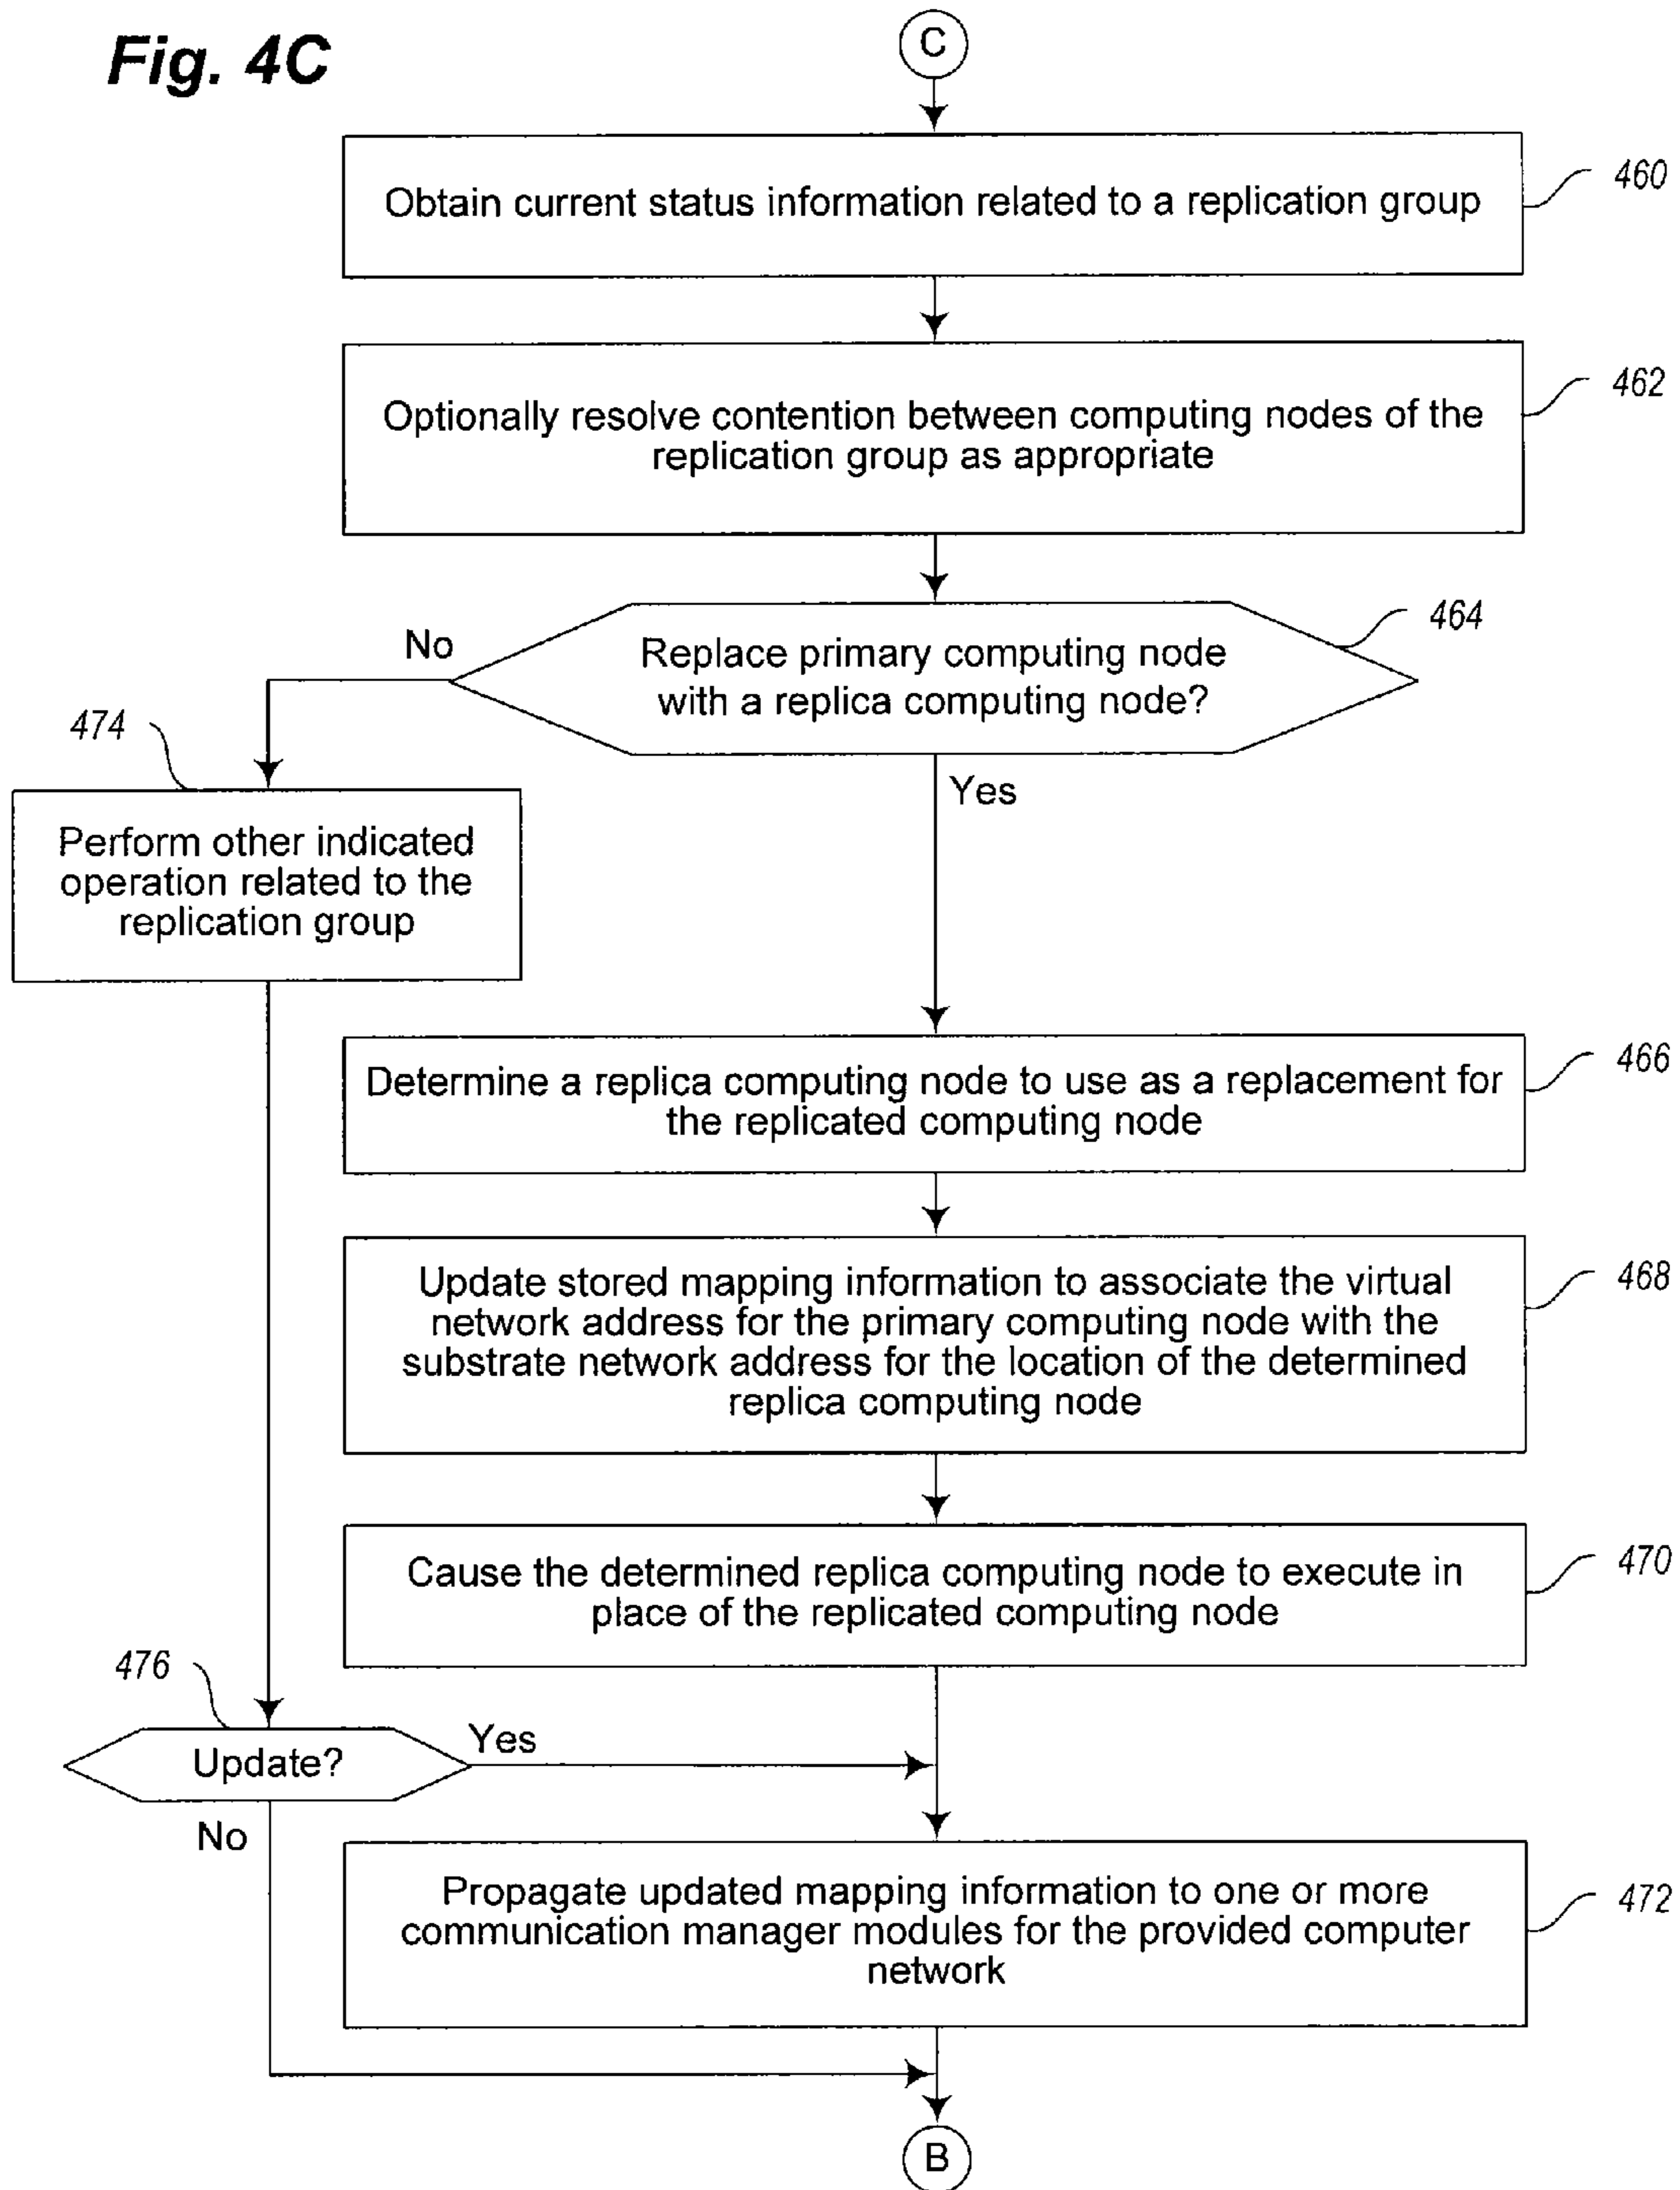 Fig. 4C
C
Obtain current status information related to a replication group
460
Optionally resolve contention between computing nodes of the
replication group as appropriate
462
Replace primary computing node
with a replica computing node?
464
No
Yes
474
Perform other indicated
operation related to the
replication group
Determine a replica computing node to use as a replacement for
the replicated computing node
466
Update stored mapping information to associate the virtual
network address for the primary computing node with the
substrate network address for the location of the determined
replica computing node
468
Cause the determined replica computing node to execute in
place of the replicated computing node
470
476
Update?
Yes
No
Propagate updated mapping information to one or more
communication manager modules for the provided computer
network
472
B